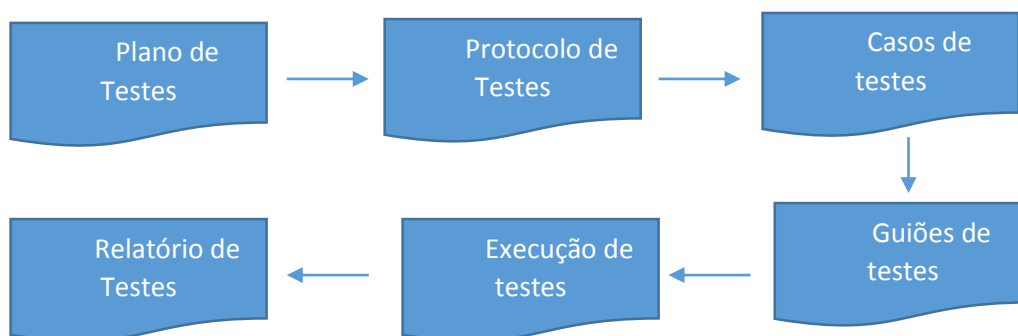 Plano de
Testes
Protocolo de
Testes
Casos de
testes
Guiões de
testes
Execução de
testes
Relatório de
Testes